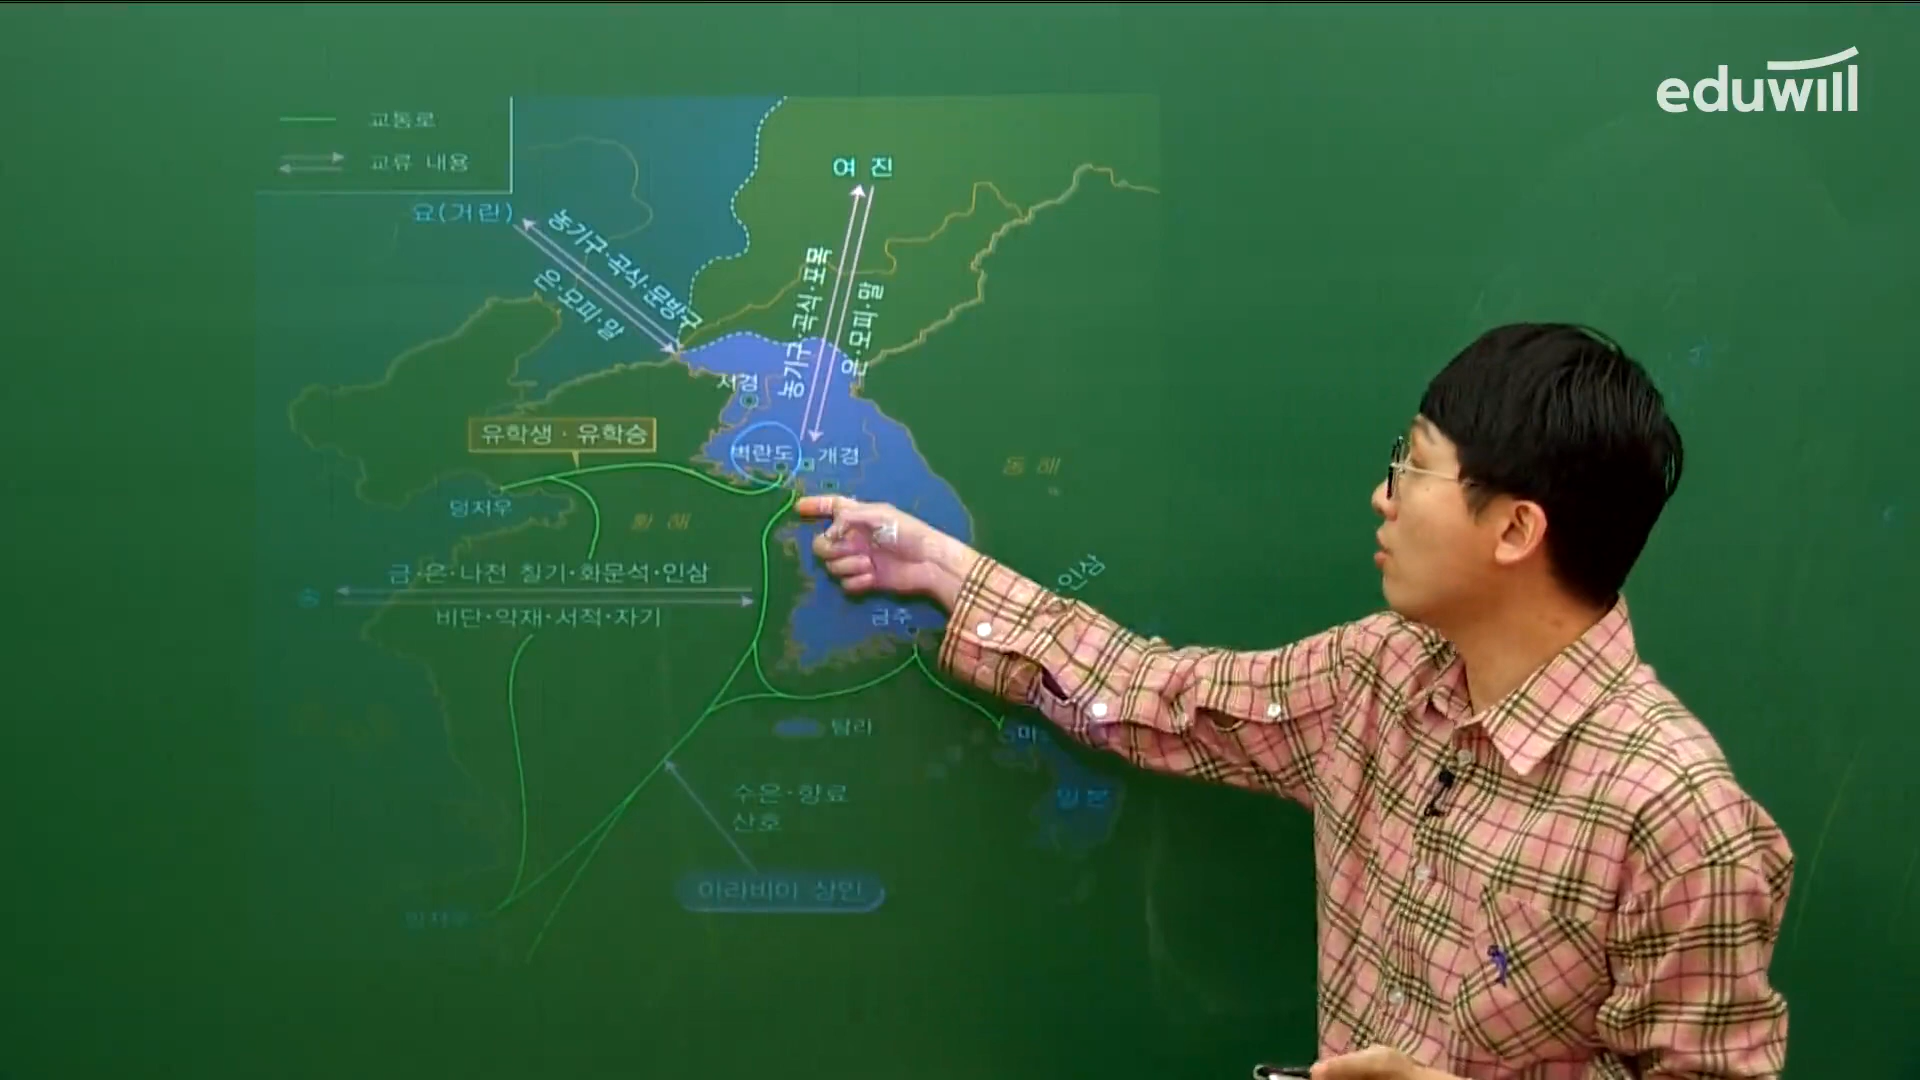 eduwill
교통로
교류 내용
여 진
요(거란)
농기구·곡식·문방구
은·모피·말
농기구·곡식·포목
은·모피·말
서경
벽란도
개경
유학생·유학승
동 해
덩저우
황 해
금·은·나전 칠기·화문석·인삼
송
비단·약재·서적·자기
인삼
금주
탐라
마
일본
수은·향료
산호
아라비아 상인